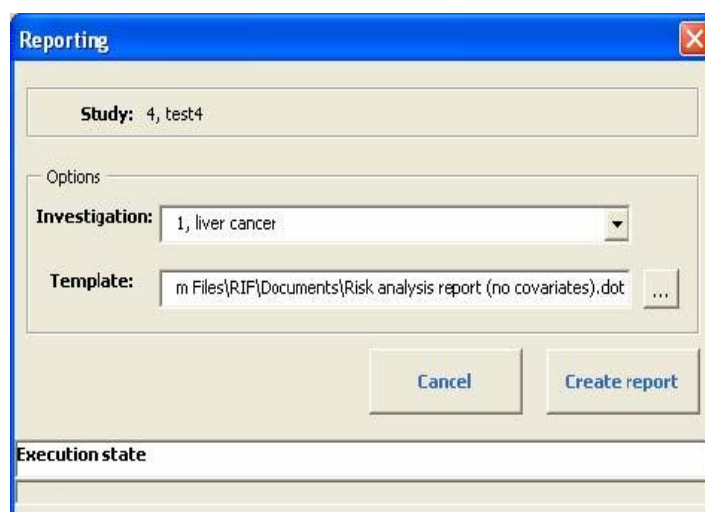 Reporting
Study: 4, test4
Options
Investigation: 1, liver cancer
Template: m Files\RIF\Documents\Risk analysis report (no covariates).dot ...
Cancel Create report
Execution state